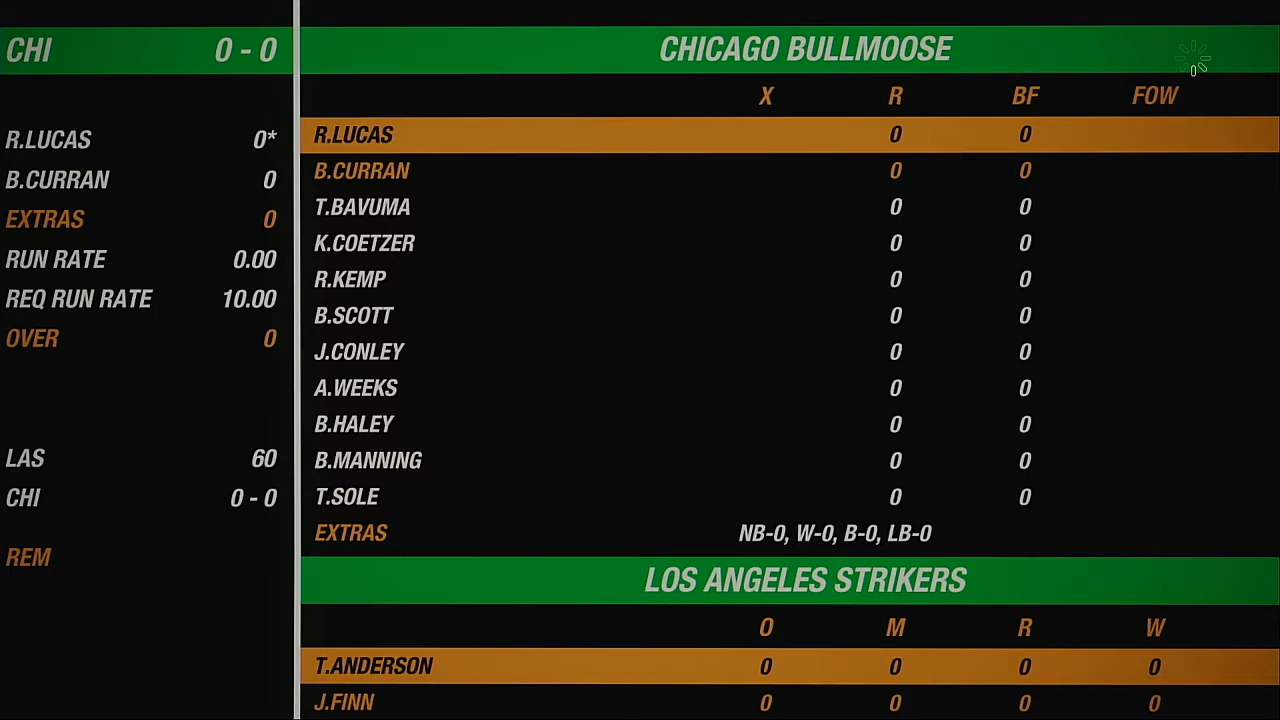 CHI 0 - 0
R.LUCAS 0*
B.CURRAN 0
EXTRAS 0
RUN RATE 0.00
REQ RUN RATE 10.00
OVER 0
LAS 60
CHI 0 - 0
REM
CHICAGO BULLMOOSE
X R BF FOW
R.LUCAS 0 0
B.CURRAN 0 0
T.BAVUMA 0 0
K.COETZER 0 0
R.KEMP 0 0
B.SCOTT 0 0
J.CONLEY 0 0
A.WEEKS 0 0
B.HALEY 0 0
B.MANNING 0 0
T.SOLE 0 0
EXTRAS NB-0, W-0, B-0, LB-0
LOS ANGELES STRIKERS
O M R W
T.ANDERSON 0 0 0 0
J.FINN 0 0 0 0